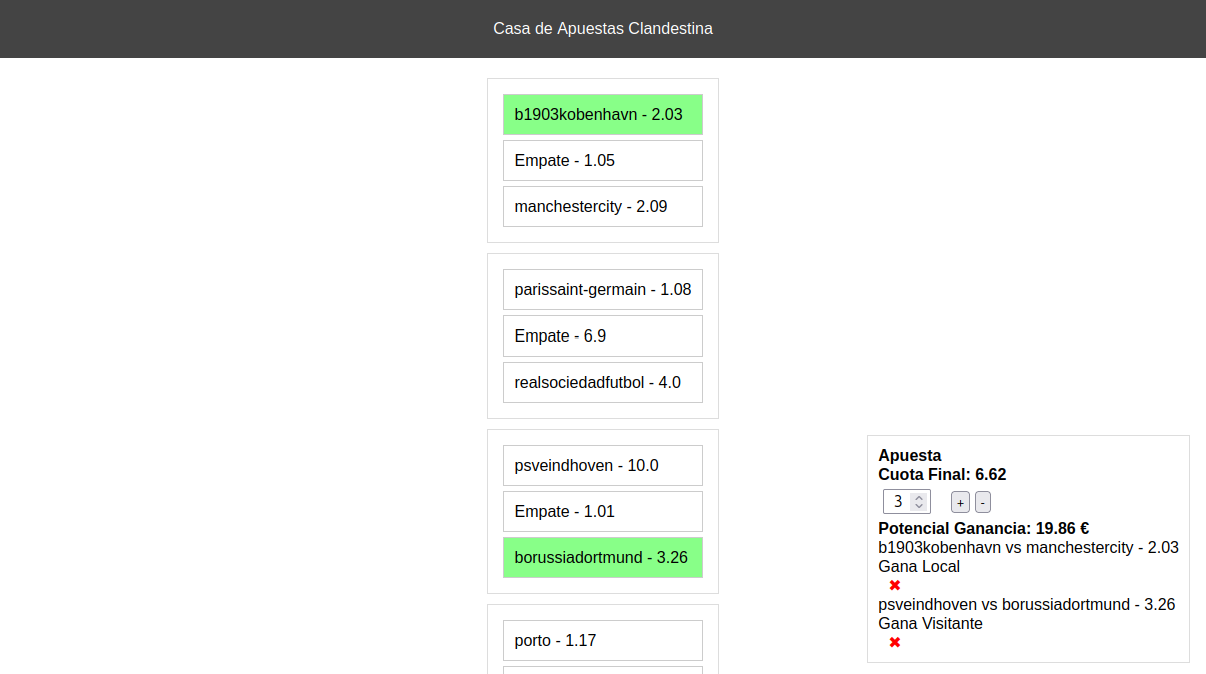 Casa de Apuestas Clandestina
b1903kobenhavn - 2.03
Empate - 1.05
manchestercity - 2.09
parissaint-germain - 1.08
Empate - 6.9
realsociedadfutbol - 4.0
psveindhoven - 10.0
Empate - 1.01
borussiadortmund - 3.26
porto - 1.17
Apuesta
Cuota Final: 6.62
3 + -
Potencial Ganancia: 19.86 €
b1903kobenhavn vs manchestercity - 2.03
Gana Local
✖
psveindhoven vs borussiadortmund - 3.26
Gana Visitante
✖